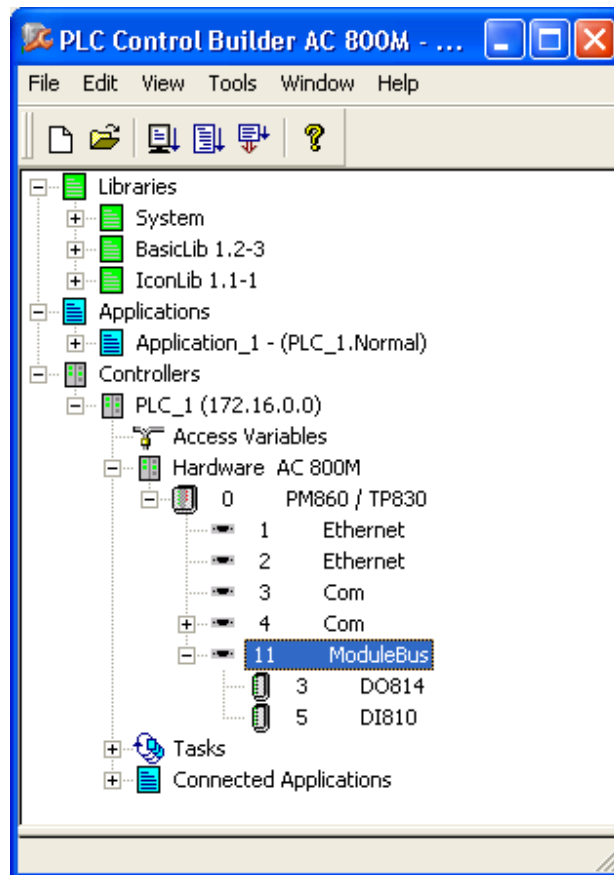 PLC Control Builder AC 800M - ...
File Edit View Tools Window Help
Libraries
System
BasicLib 1.2-3
IconLib 1.1-1
Applications
Application_1 - (PLC_1.Normal)
Controllers
PLC_1 (172.16.0.0)
Access Variables
Hardware AC 800M
0 PM860 / TP830
1 Ethernet
2 Ethernet
3 Com
4 Com
11 ModuleBus
3 DO814
5 DI810
Tasks
Connected Applications